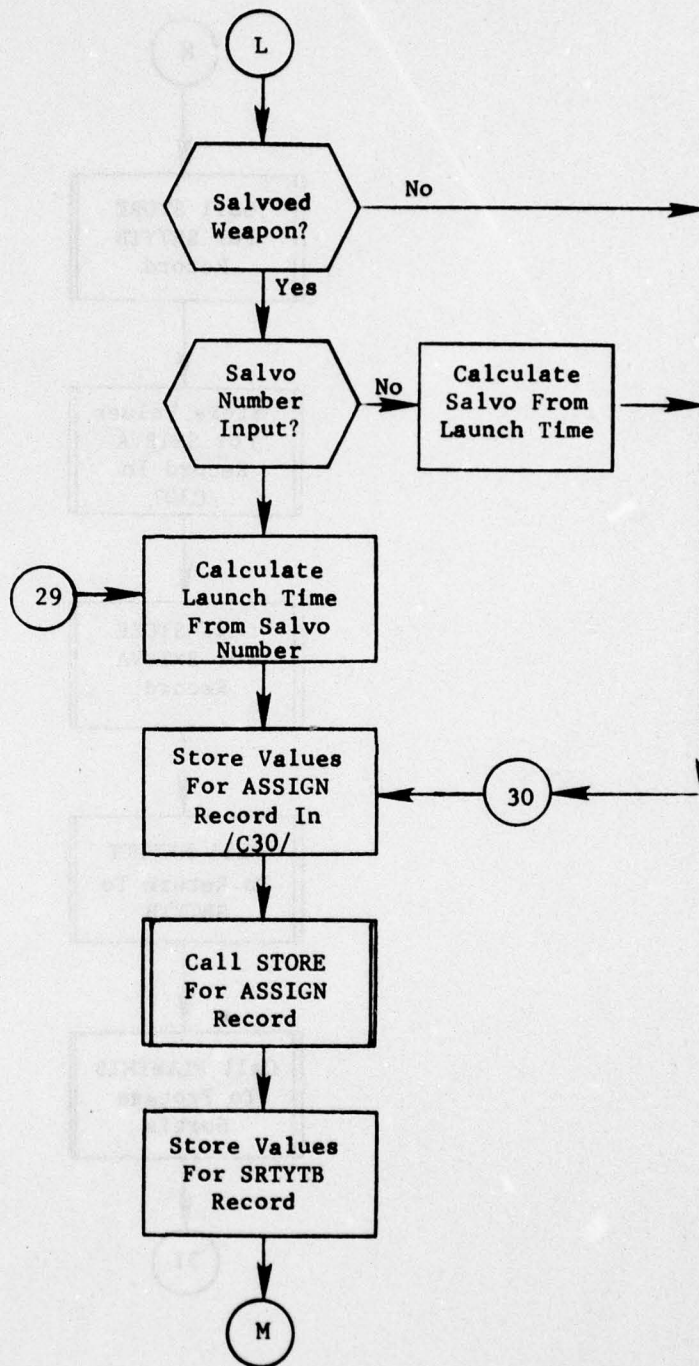 L
Salvoed
Weapon?
No
Yes
Salvo
Number
Input?
No
Calculate
Salvo From
Launch Time
29
Calculate
Launch Time
From Salvo
Number
Store Values
For ASSIGN
Record In
/C30/
30
Call STORE
For ASSIGN
Record
Store Values
For SRTYTB
Record
M